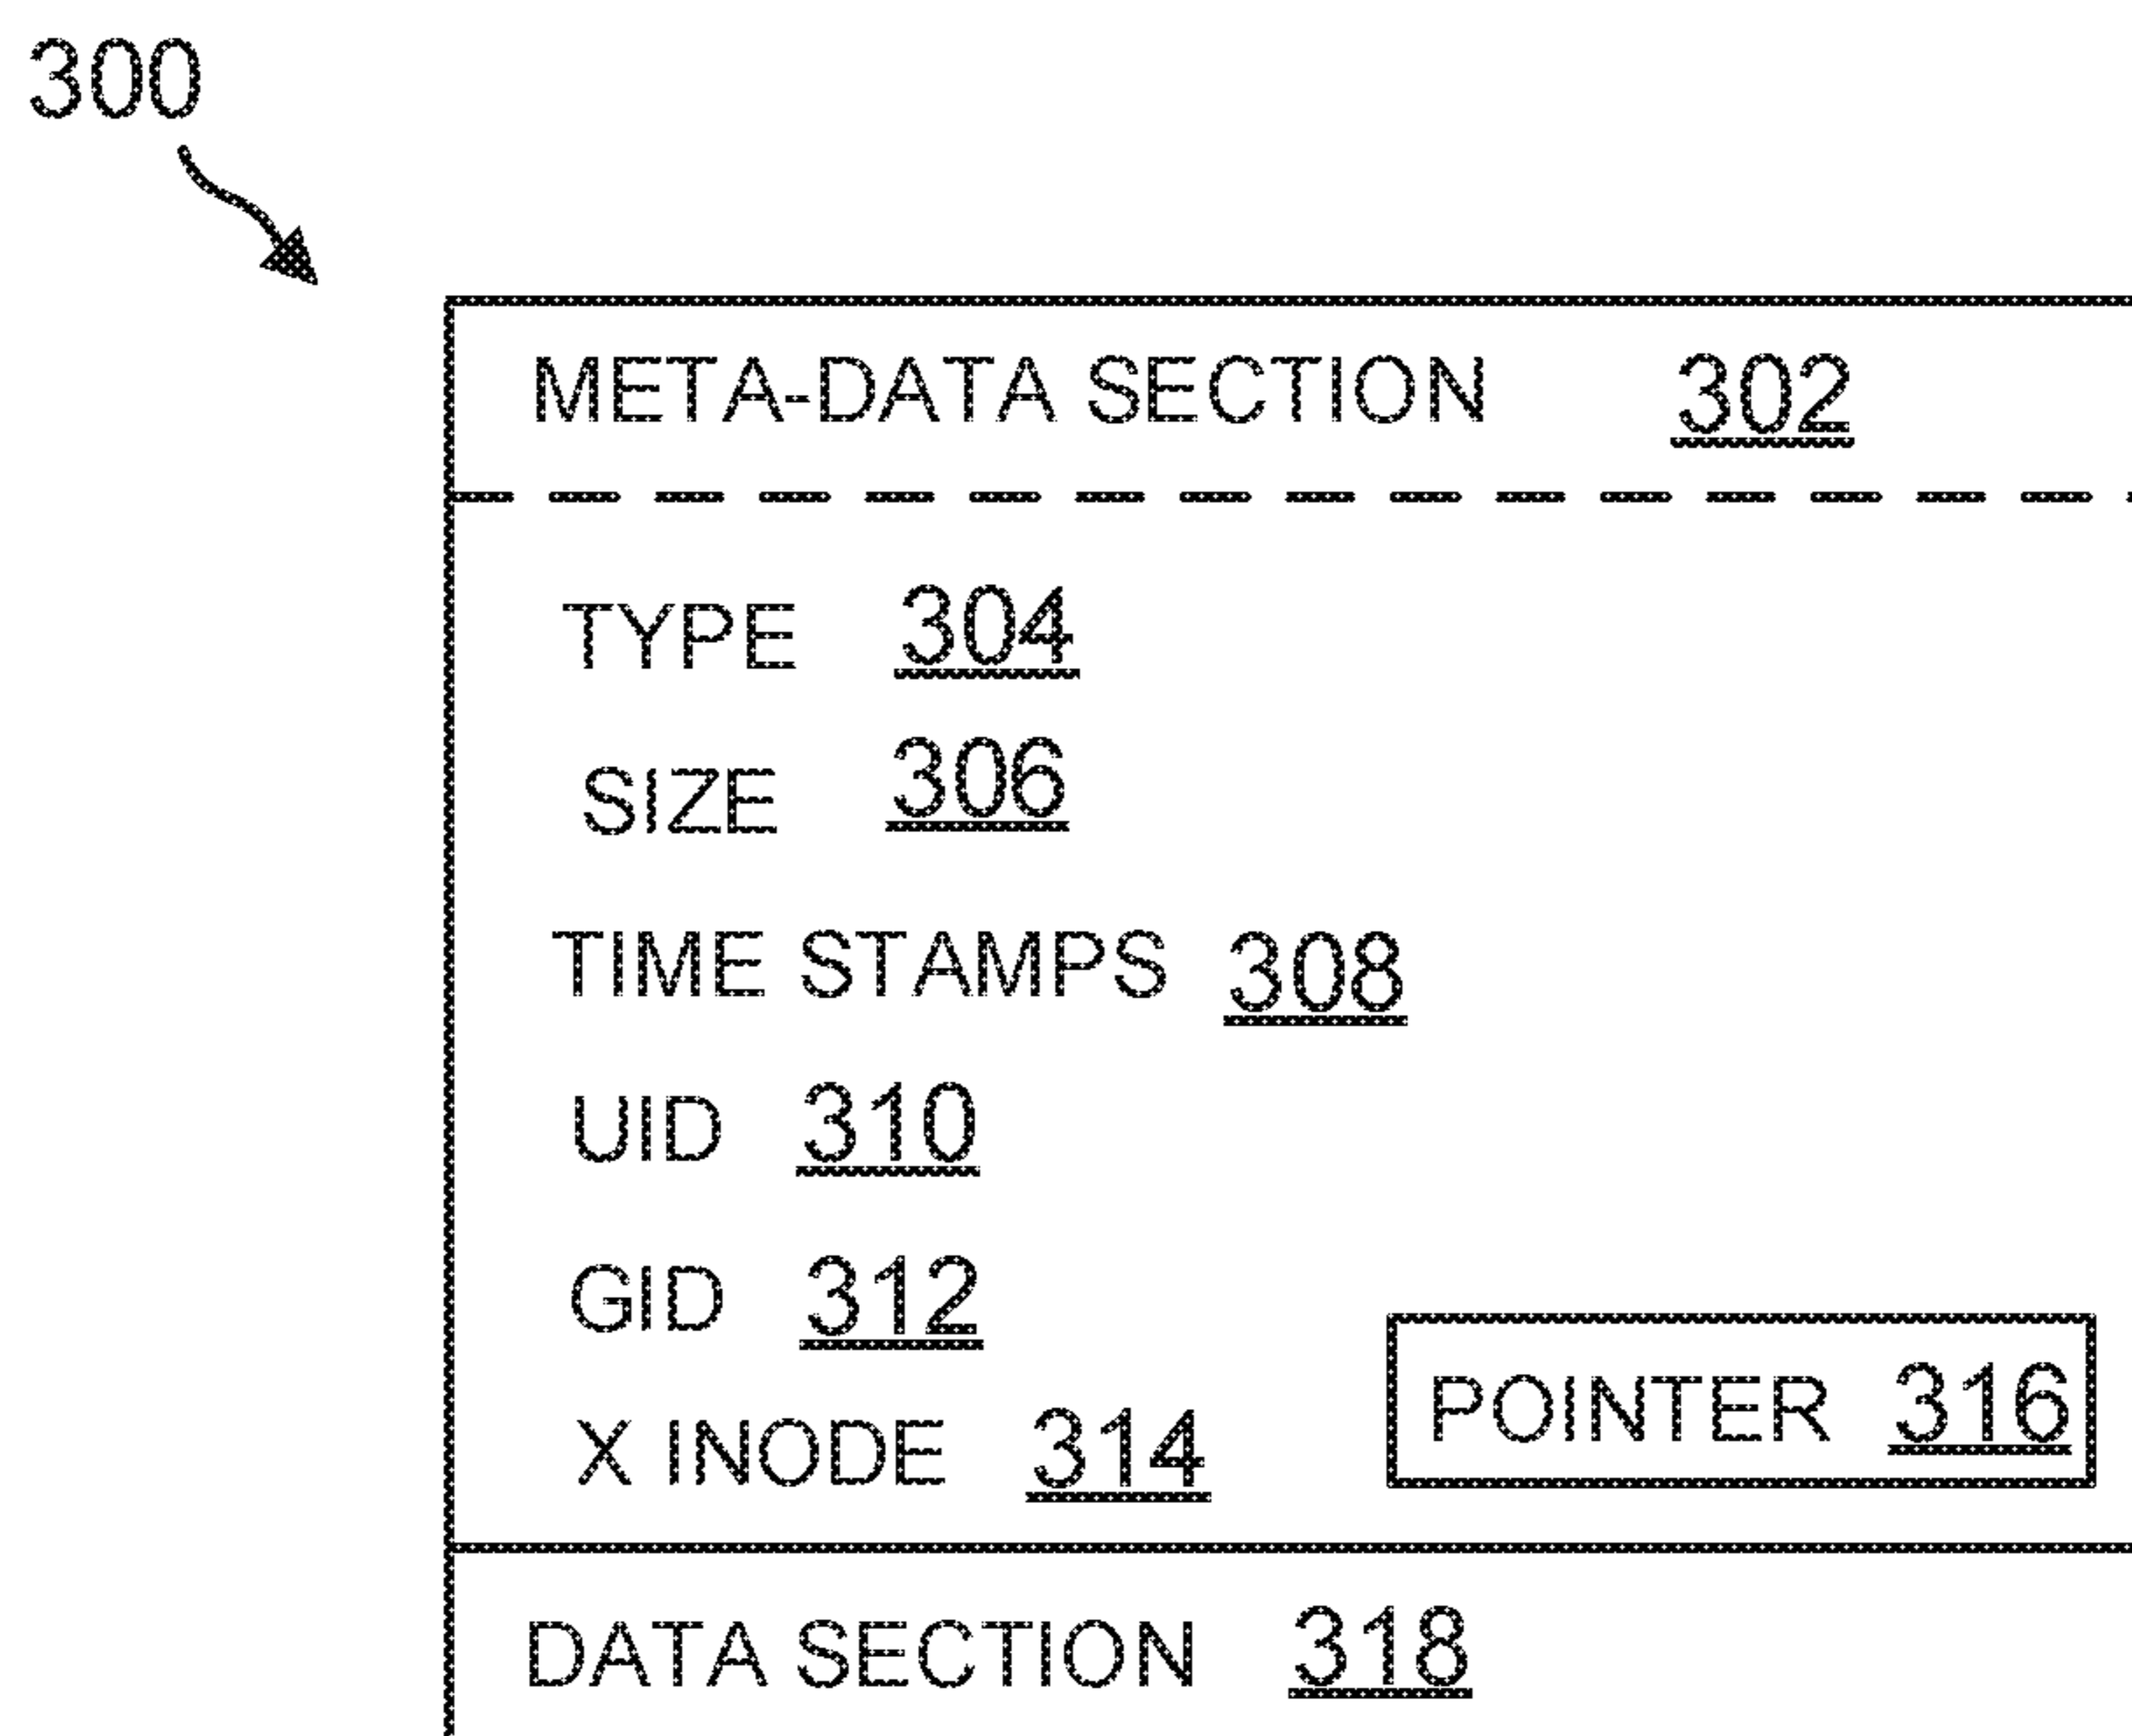 300
META-DATA SECTION 302
TYPE 304
SIZE 306
TIME STAMPS 308
UID 310
GID 312
X INODE 314 POINTER 316
DATA SECTION 318